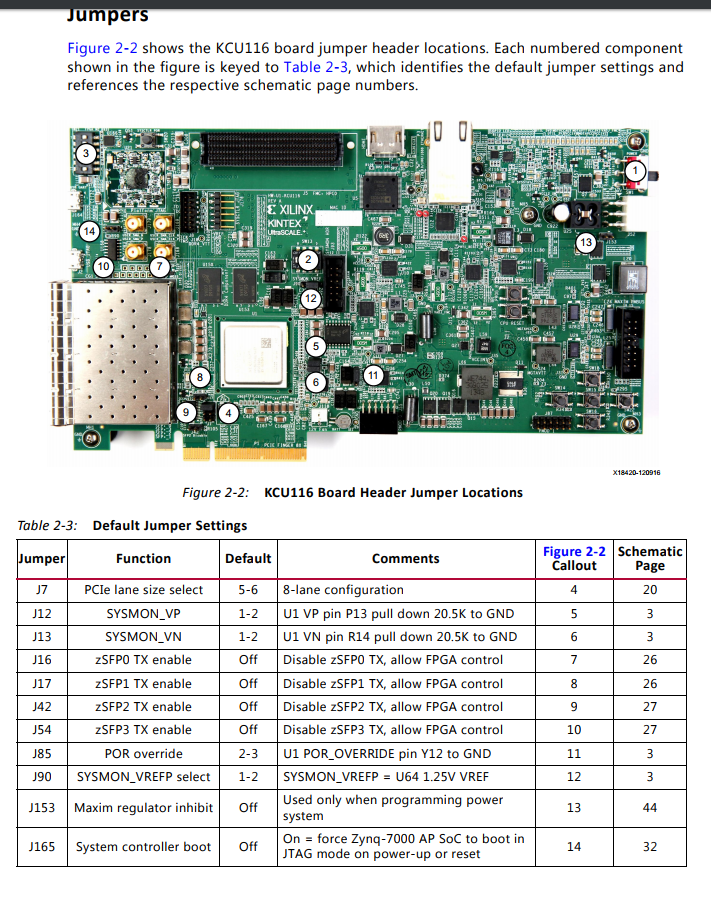 Jumpers
Figure 2-2 shows the KCU116 board jumper header locations. Each numbered component
shown in the figure is keyed to Table 2-3, which identifies the default jumper settings and
references the respective schematic page numbers.
3
1
14
10
7
2
13
12
5
11
8
6
9
4
XILINX
KINTEX
UltraSCALE+
CPU RESET
X18420-120916
Figure 2-2: KCU116 Board Header Jumper Locations
Table 2-3: Default Jumper Settings
Jumper Function Default Comments Figure 2-2 Callout Schematic Page
J7 PCIe lane size select 5-6 8-lane configuration 4 20
J12 SYSMON_VP 1-2 U1 VP pin P13 pull down 20.5K to GND 5 3
J13 SYSMON_VN 1-2 U1 VN pin R14 pull down 20.5K to GND 6 3
J16 zSFP0 TX enable Off Disable zSFP0 TX, allow FPGA control 7 26
J17 zSFP1 TX enable Off Disable zSFP1 TX, allow FPGA control 8 26
J42 zSFP2 TX enable Off Disable zSFP2 TX, allow FPGA control 9 27
J54 zSFP3 TX enable Off Disable zSFP3 TX, allow FPGA control 10 27
J85 POR override 2-3 U1 POR_OVERRIDE pin Y12 to GND 11 3
J90 SYSMON_VREFP select 1-2 SYSMON_VREFP = U64 1.25V VREF 12 3
J153 Maxim regulator inhibit Off Used only when programming power system 13 44
J165 System controller boot Off On = force Zynq-7000 AP SoC to boot in JTAG mode on power-up or reset 14 32